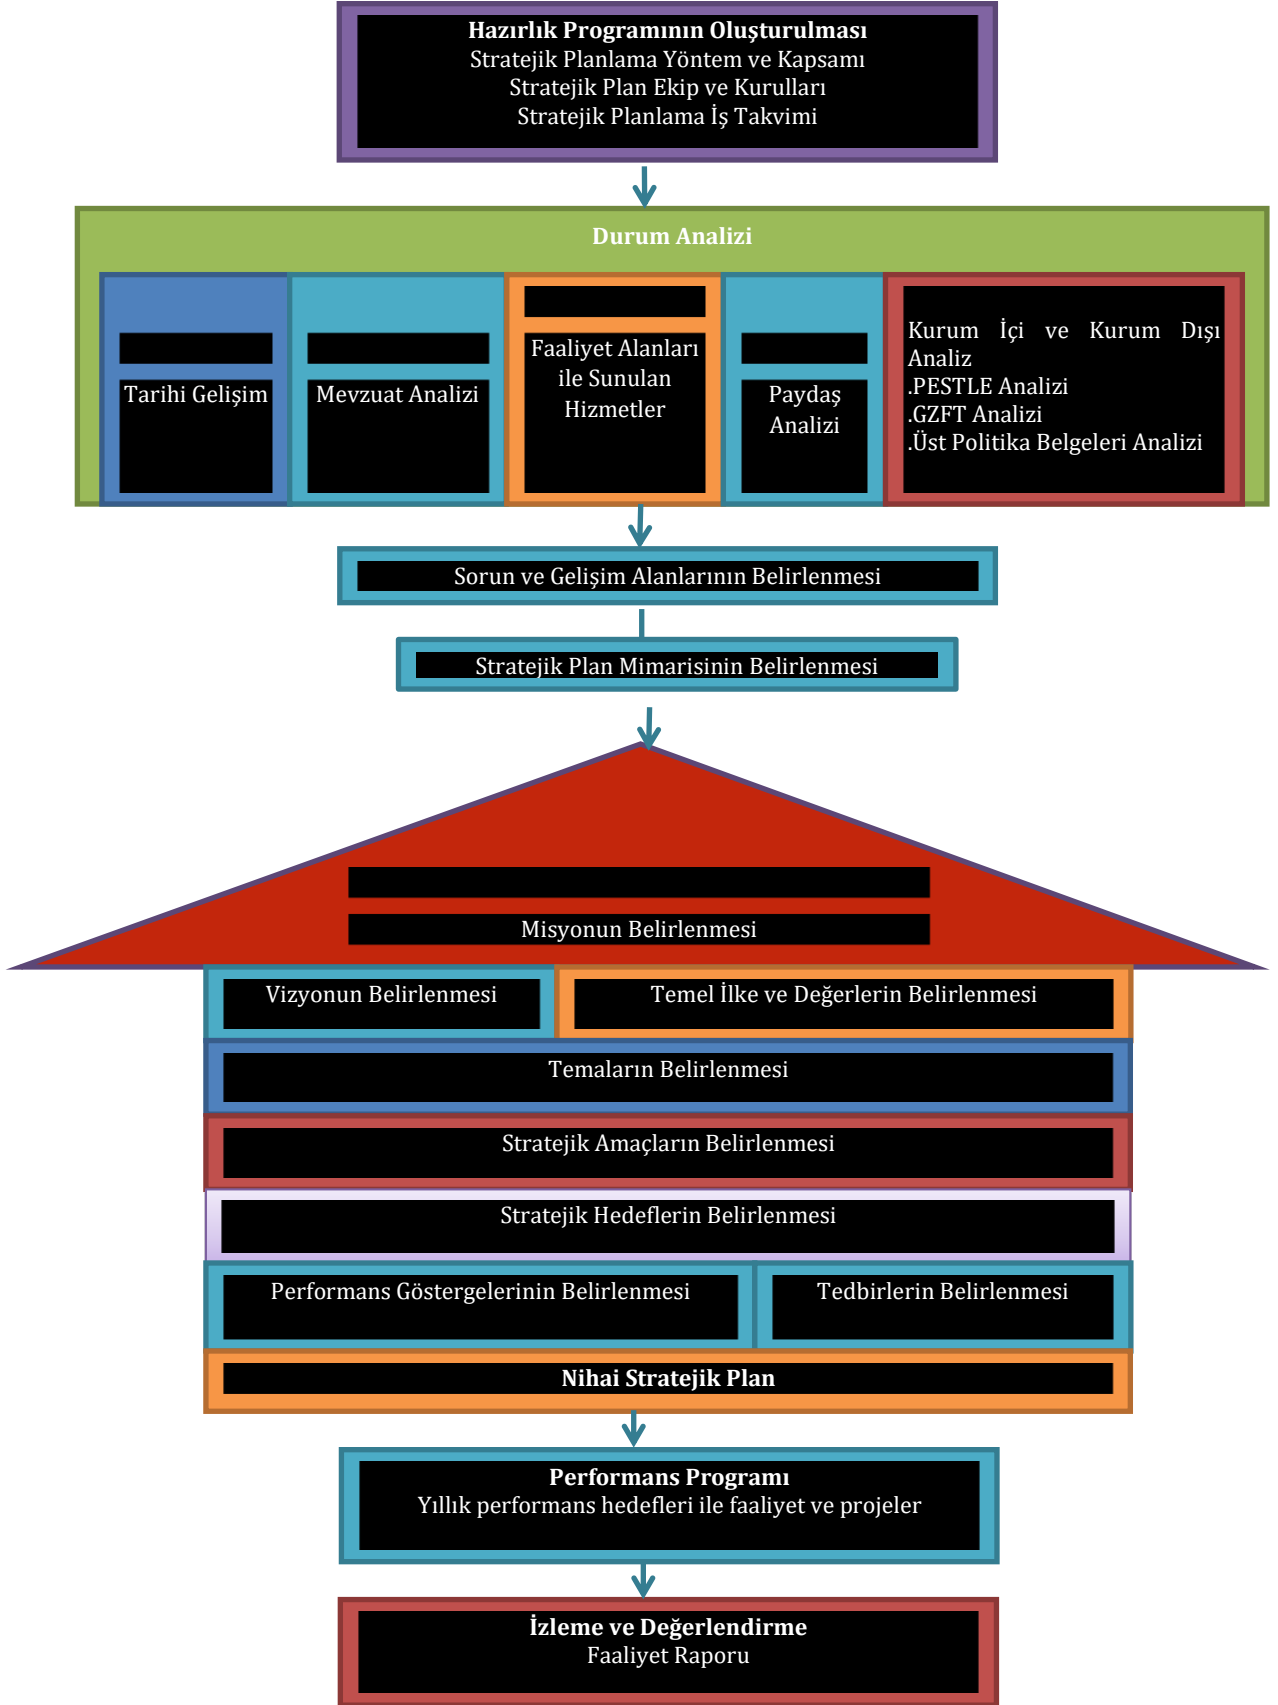 Hazırlık Programının Oluşturulması
Stratejik Planlama Yöntem ve Kapsamı
Stratejik Plan Ekip ve Kurulları
Stratejik Planlama İş Takvimi
Durum Analizi
Tarihi Gelişim
Mevzuat Analizi
Faaliyet Alanları
ile Sunulan
Hizmetler
Paydaş
Analizi
Kurum İçi ve Kurum Dışı
Analiz
.PESTLE Analizi
.GZFT Analizi
.Üst Politika Belgeleri Analizi
Sorun ve Gelişim Alanlarının Belirlenmesi
Stratejik Plan Mimarisinin Belirlenmesi
Misyonun Belirlenmesi
Vizyonun Belirlenmesi
Temel İlke ve Değerlerin Belirlenmesi
Temaların Belirlenmesi
Stratejik Amaçların Belirlenmesi
Stratejik Hedeflerin Belirlenmesi
Performans Göstergelerinin Belirlenmesi
Tedbirlerin Belirlenmesi
Nihai Stratejik Plan
Performans Programı
Yıllık performans hedefleri ile faaliyet ve projeler
İzleme ve Değerlendirme
Faaliyet Raporu